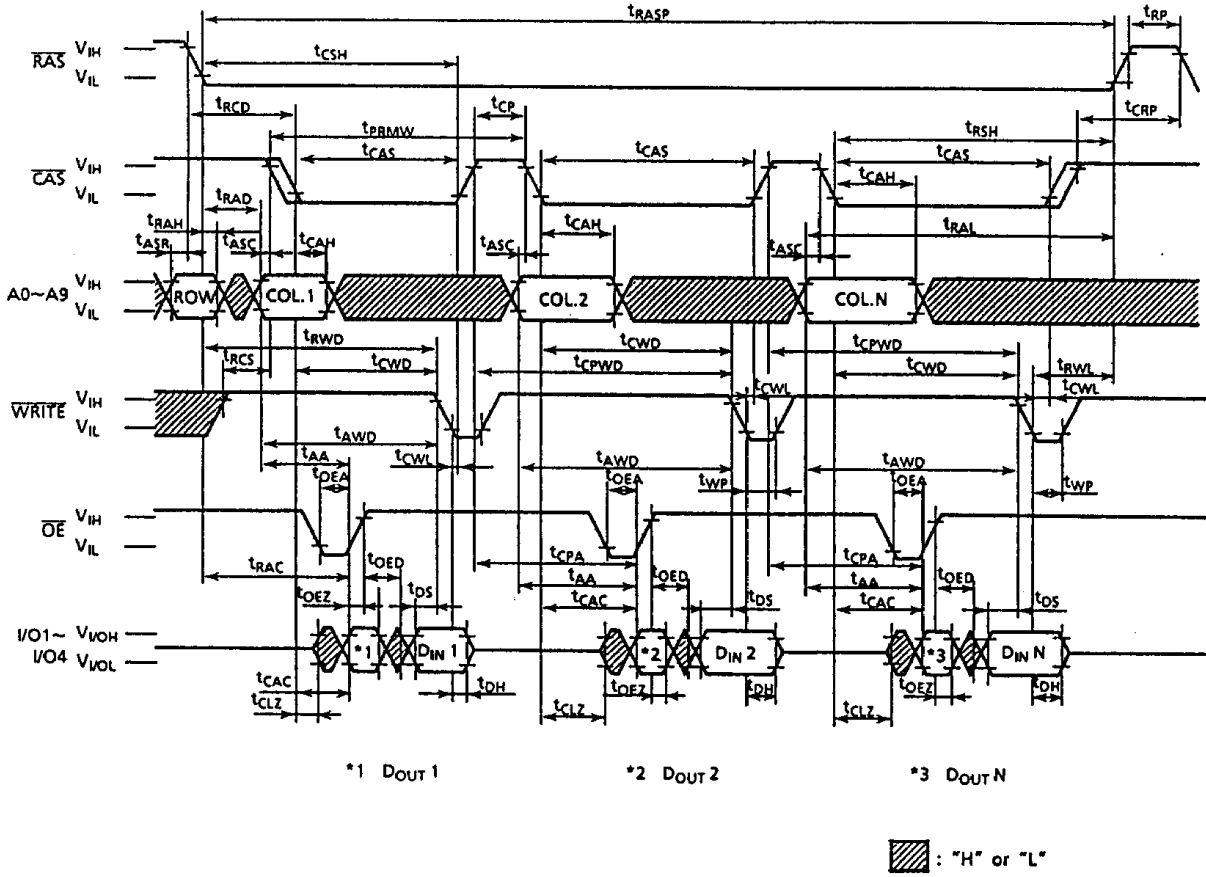 tRASP
tRP
RAS VIH
VIL
tCSH
tRCD
tCP
tCRP
tPRMW
tRSH
CAS VIH
VIL
tCAS
tCAS
tCAS
tRAD
tCAH
tRAH
tRAL
tASR
tASC
tCAH
tASC
tCAH
tASC
A0~A9 VIH
VIL
ROW
COL.1
COL.2
COL.N
tRWD
tCWD
tCPWD
tRCS
tCWD
tCPWD
tCWD
tRWL
WRITE VIH
VIL
tCWL
tCWL
tAWD
tAA
tCWL
tAWD
tAWD
tOEA
tOEA
tWP
tOEA
tWP
OE VIH
VIL
tRAC
tOED
tCPA
tOED
tCPA
tOED
tAA
tAA
tOEZ
tDS
tCAC
tDS
tCAC
tDS
I/O1~ VI/OH
I/O4 VI/OL
*1
DIN 1
*2
DIN 2
*3
DIN N
tCAC
tDH
tOEZ
tDH
tOEZ
tDH
tCLZ
tCLZ
tCLZ
*1 DOUT 1
*2 DOUT 2
*3 DOUT N
: "H" or "L"